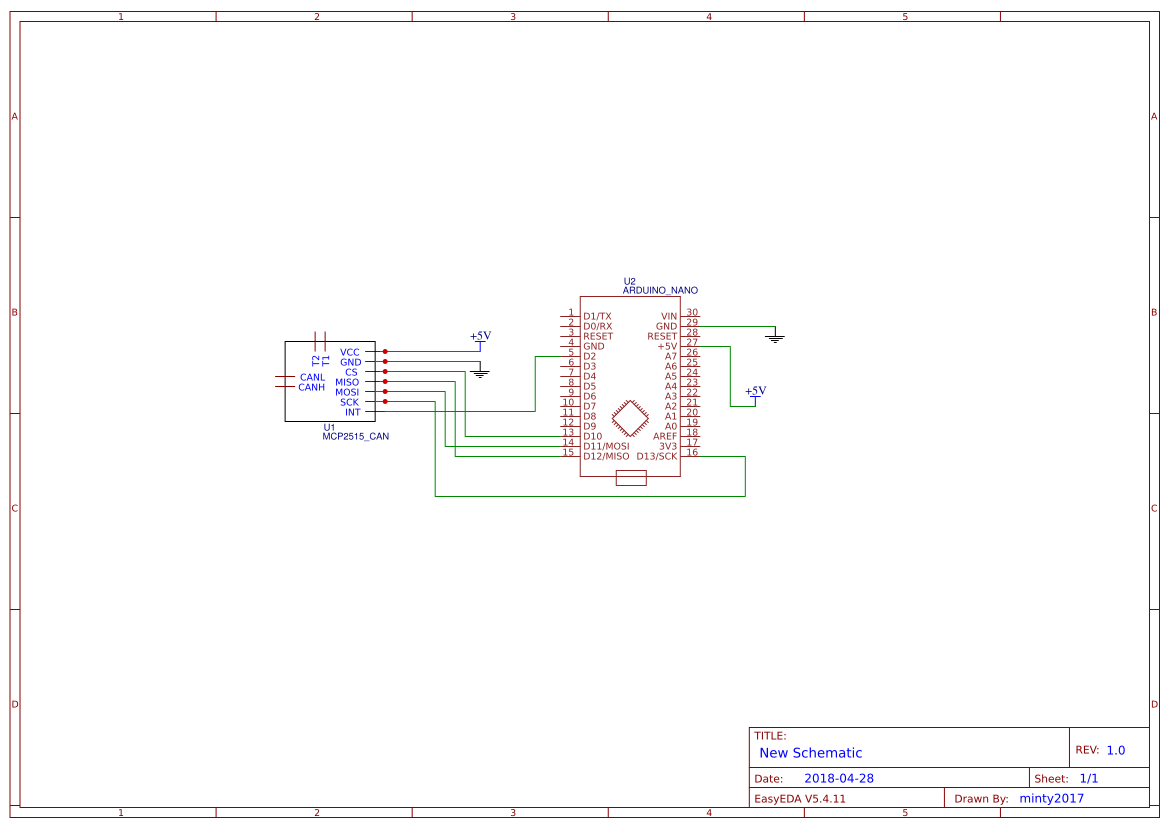 1 2 3 4 5
A A
U2
ARDUINO_NANO
1 D1/TX VIN 30
B B
2 D0/RX GND 29
3 RESET RESET 28
+5V
4 GND +5V 27
VCC
5 D2 A7 26
T2 T1 GND
6 D3 A6 25
CS
7 D4 A5 24
CANL MISO
8 D5 A4 23
CANH MOSI
9 D6 A3 22
+5V
SCK
10 D7 A2 21
INT
11 D8 A1 20
12 D9 A0 19
U1
MCP2515_CAN
13 D10 AREF 18
14 D11/MOSI 3V3 17
15 D12/MISO D13/SCK 16
C C
D D
TITLE:
New Schematic
REV: 1.0
Date: 2018-04-28 Sheet: 1/1
EasyEDA V5.4.11 Drawn By: minty2017
1 2 3 4 5